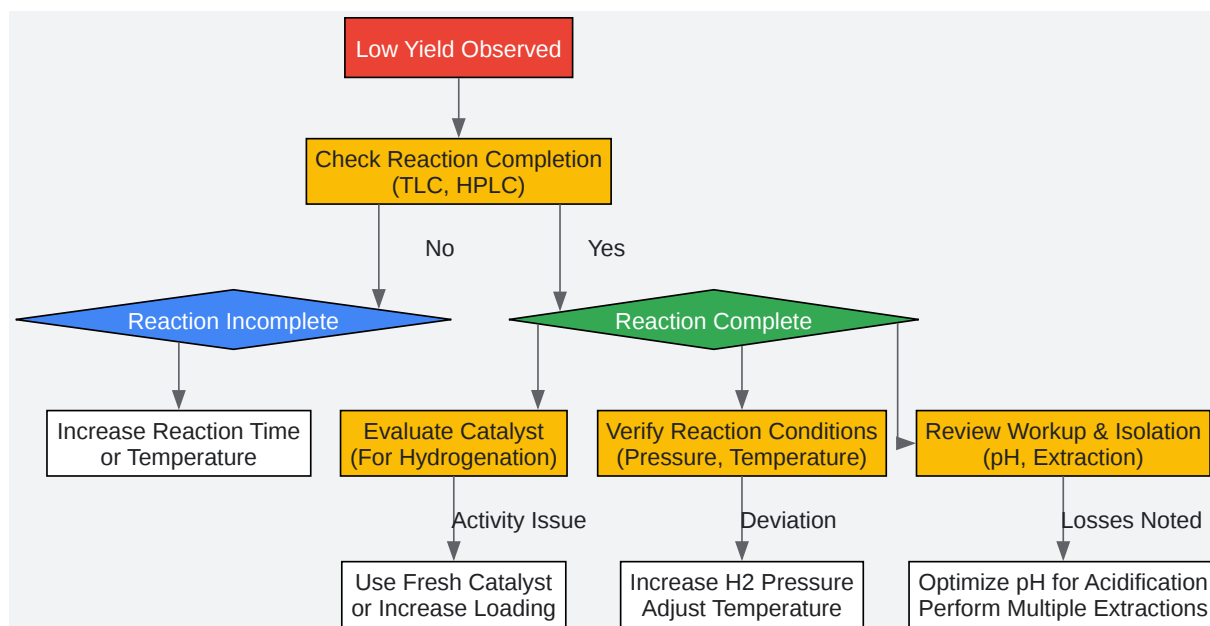 Low Yield Observed
Check Reaction Completion
(TLC, HPLC)
No
Yes
Reaction Incomplete
Reaction Complete
Increase Reaction Time
or Temperature
Evaluate Catalyst
(For Hydrogenation)
Verify Reaction Conditions
(Pressure, Temperature)
Review Workup & Isolation
(pH, Extraction)
Activity Issue
Deviation
Losses Noted
Use Fresh Catalyst
or Increase Loading
Increase H2 Pressure
Adjust Temperature
Optimize pH for Acidification
Perform Multiple Extractions